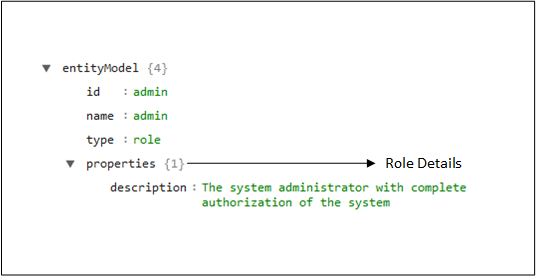 ▼ entityModel {4}
id : admin
name : admin
type : role
▼ properties {1} Role Details
description : The system administrator with complete
authorization of the system